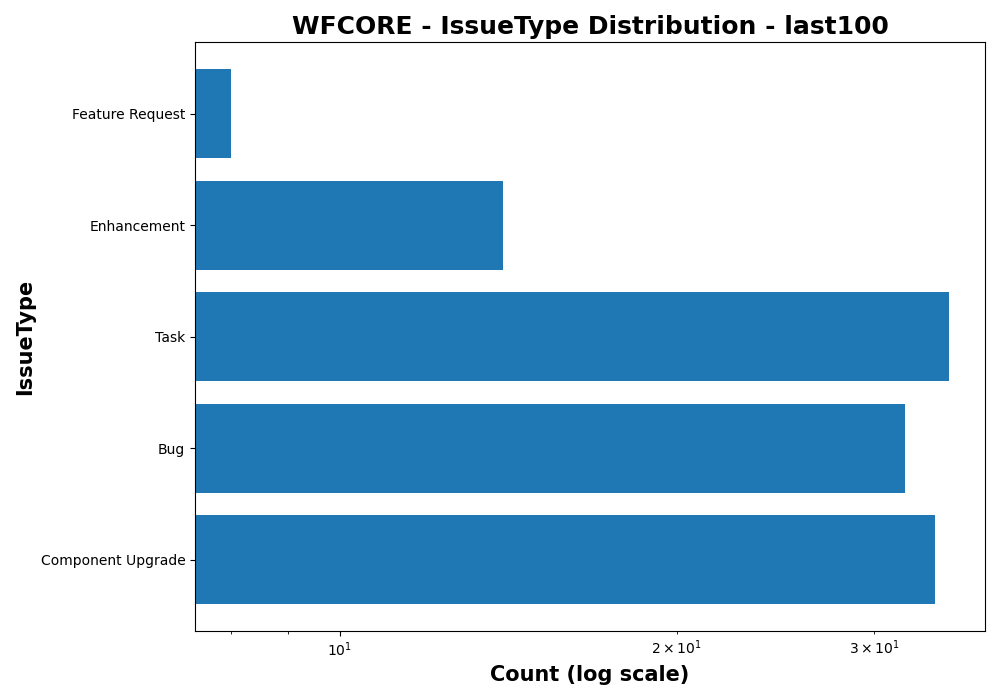 WFCORE - IssueType Distribution - last100
IssueType
Feature Request
Enhancement
Task
Bug
Component Upgrade
10¹
2 × 10¹
3 × 10¹
Count (log scale)